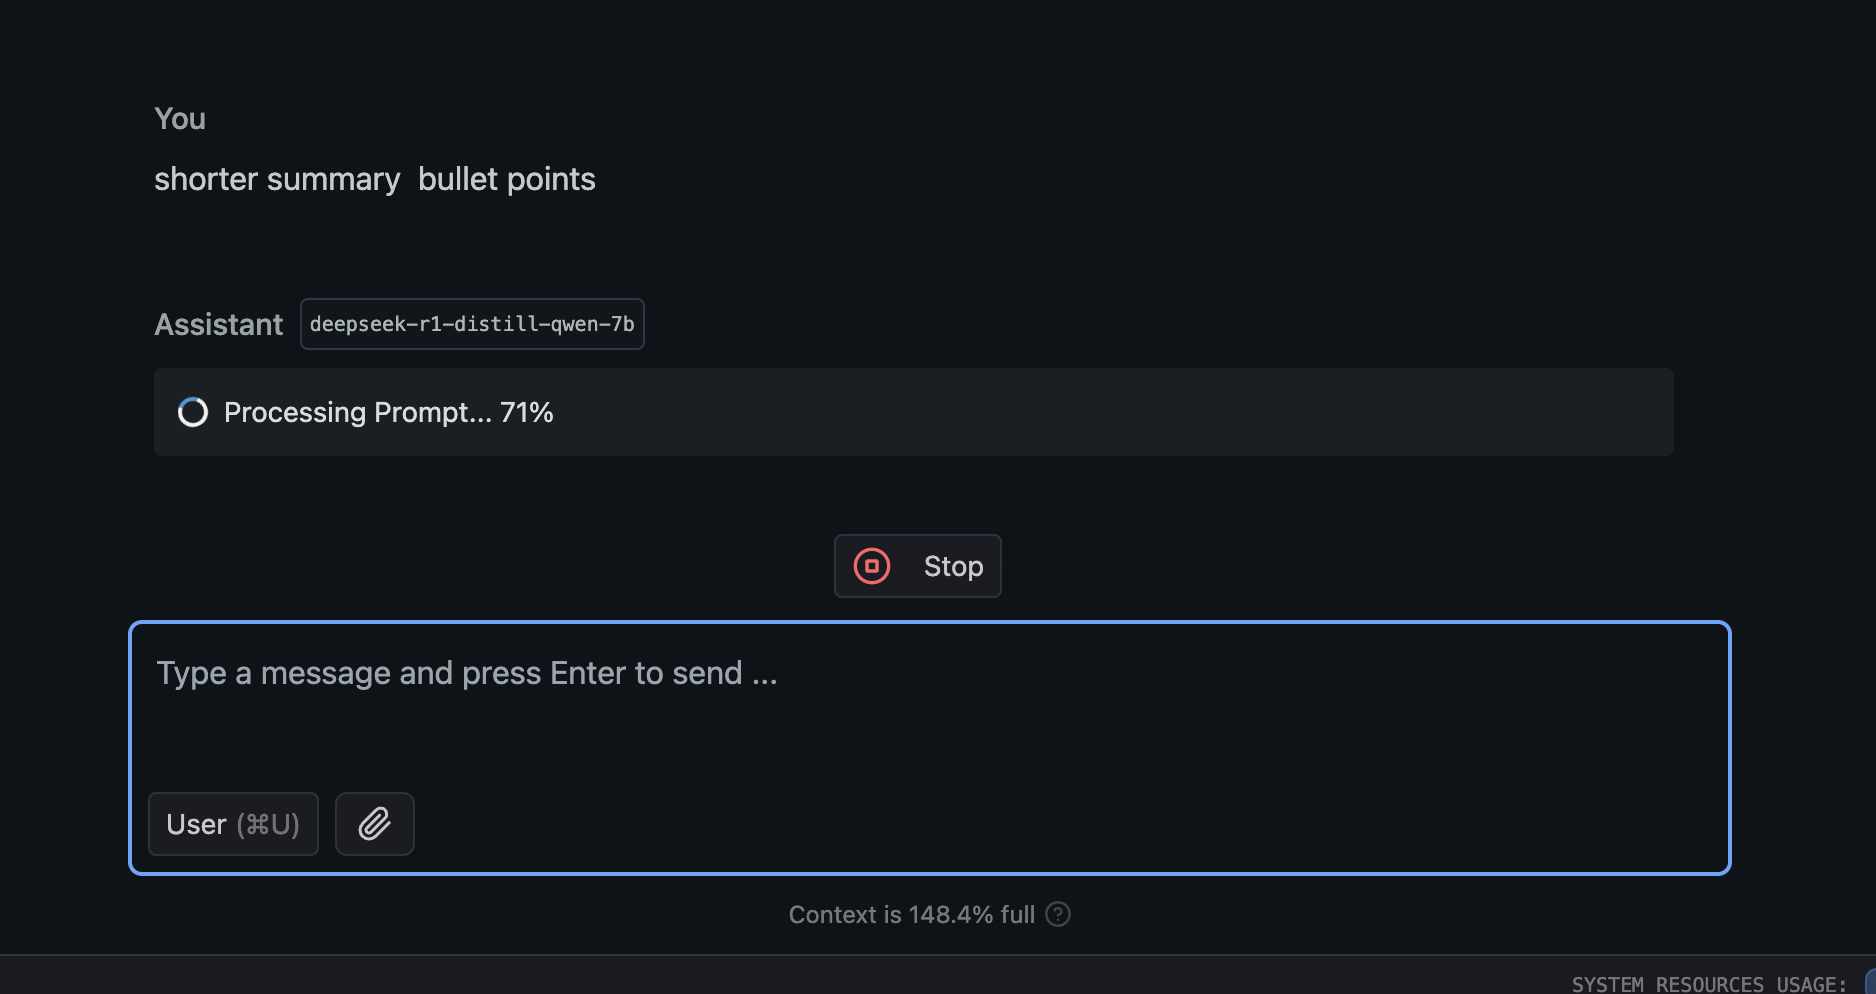 You
shorter summary  bullet points
Assistant deepseek-r1-distill-qwen-7b
Processing Prompt... 71%
Stop
Type a message and press Enter to send ...
User (⌘U)
Context is 148.4% full ?
SYSTEM RESOURCES USAGE: